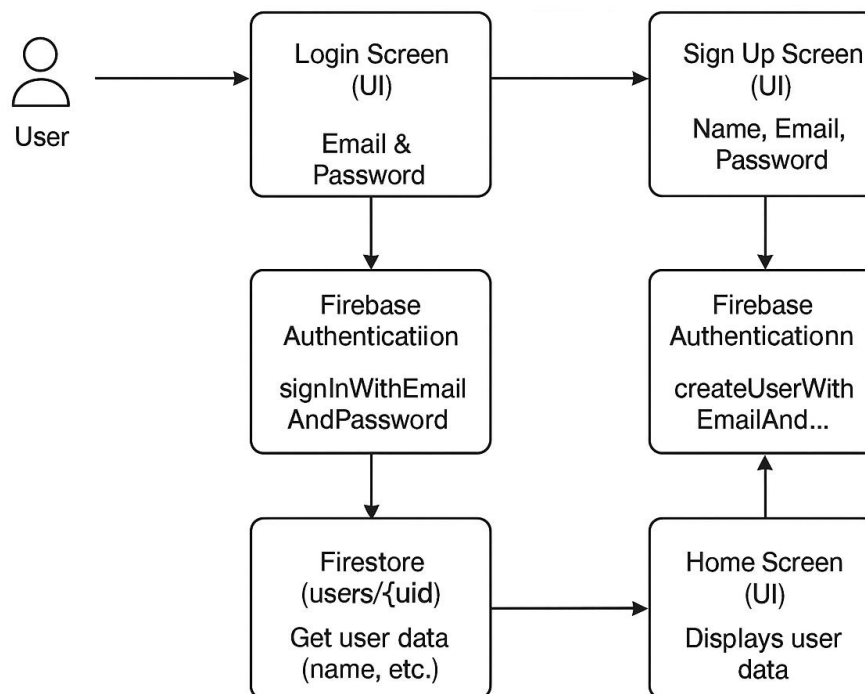 User
Login Screen
(UI)
Email &
Password
Sign Up Screen
(UI)
Name, Email,
Password
Firebase
Authenticatiion
signInWithEmail
AndPassword
Firebase
Authenticationn
createUserWith
EmailAnd...
Firestore
(users/{uid)
Get user data
(name, etc.)
Home Screen
(UI)
Displays user
data